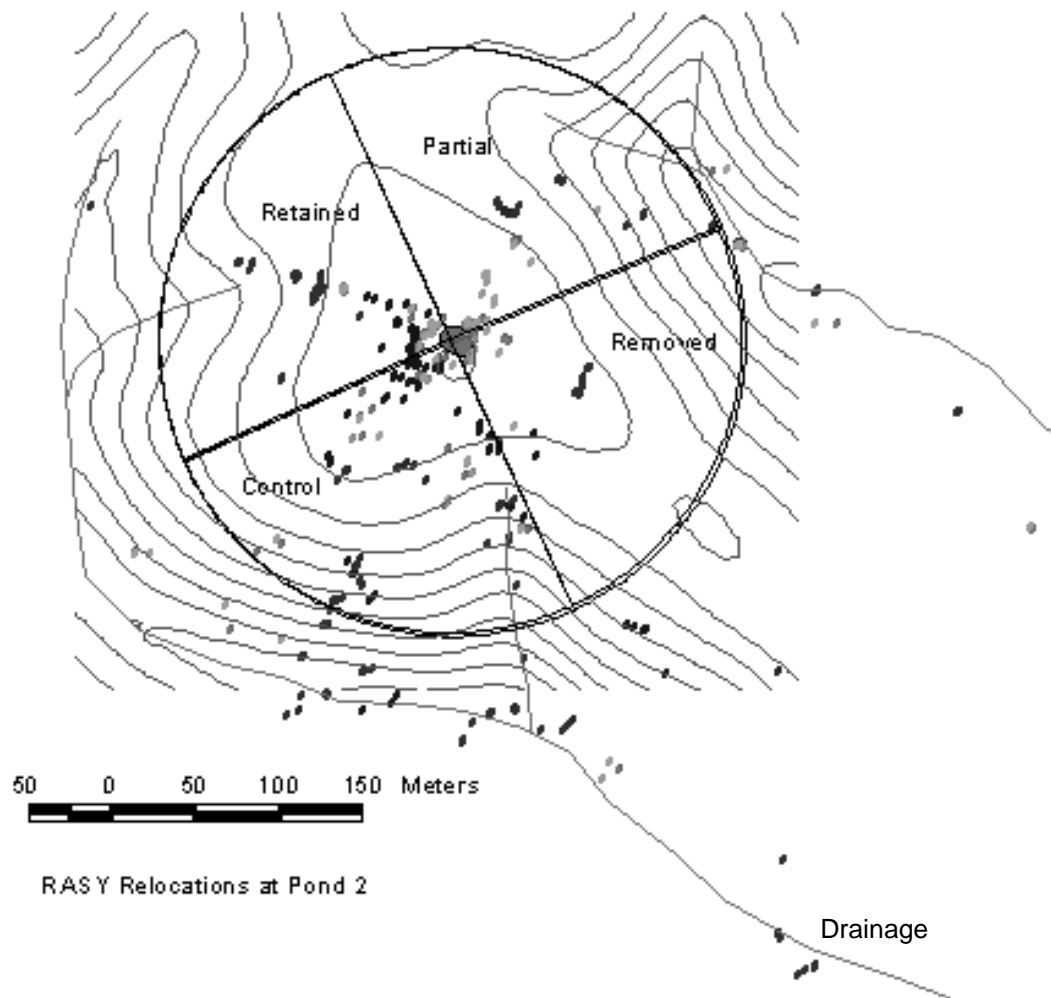 Partial
Retained
Removed
Control
50 0 50 100 150 Meters
RASY Relocations at Pond 2
Drainage